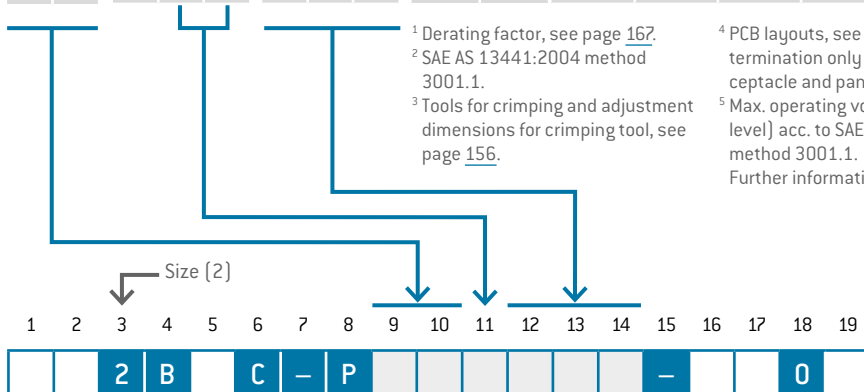 ¹ Derating factor, see page 167.
² SAE AS 13441:2004 method
3001.1.
³ Tools for crimping and adjustment
dimensions for crimping tool, see
page 156.
⁴ PCB layouts, see
termination only
ceptacle and pan
⁵ Max. operating vo
level) acc. to SAE
method 3001.1.
Further informati
Size (2)
1 2 3 4 5 6 7 8 9 10 11 12 13 14 15 16 17 18 19
2 B C – P – 0